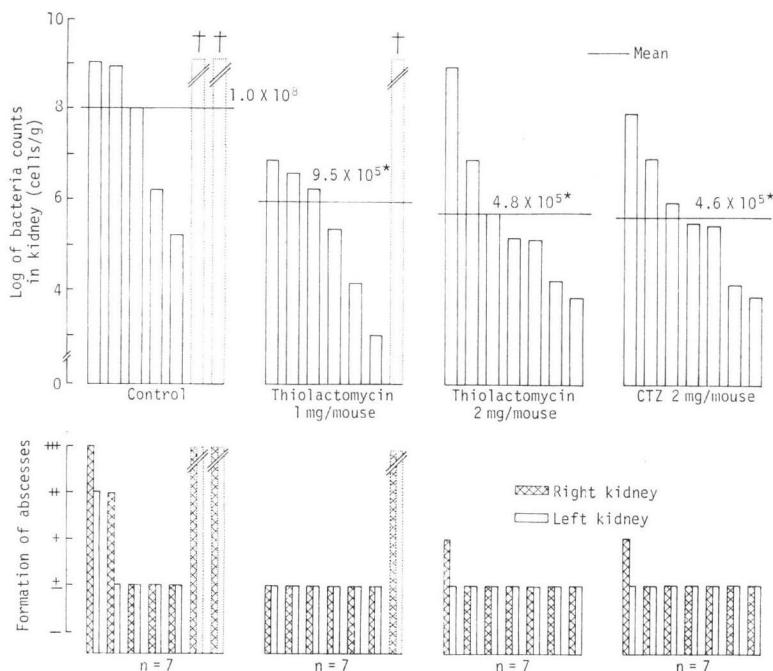 10
8
6
4
0
Log of bacteria counts
in kidney (cells/g)
† †
†
Mean
1.0 X 10⁸
9.5 X 10⁵*
4.8 X 10⁵*
4.6 X 10⁵*
Control
Thiolactomycin
1 mg/mouse
Thiolactomycin
2 mg/mouse
CTZ 2 mg/mouse
Formation of abscesses
+++
++
+
±
−
Right kidney
Left kidney
n = 7
n = 7
n = 7
n = 7